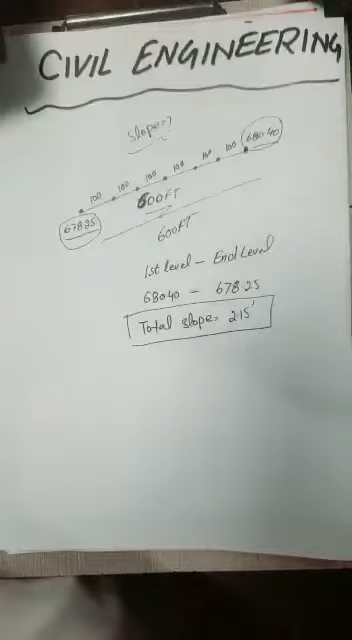 CIVIL ENGINEERING
Slope?
680.40
100 100 100 100 100 100
600FT
678.25
600FT
1st level - End Level
680.40 - 678.25
Total slope = 2.15'